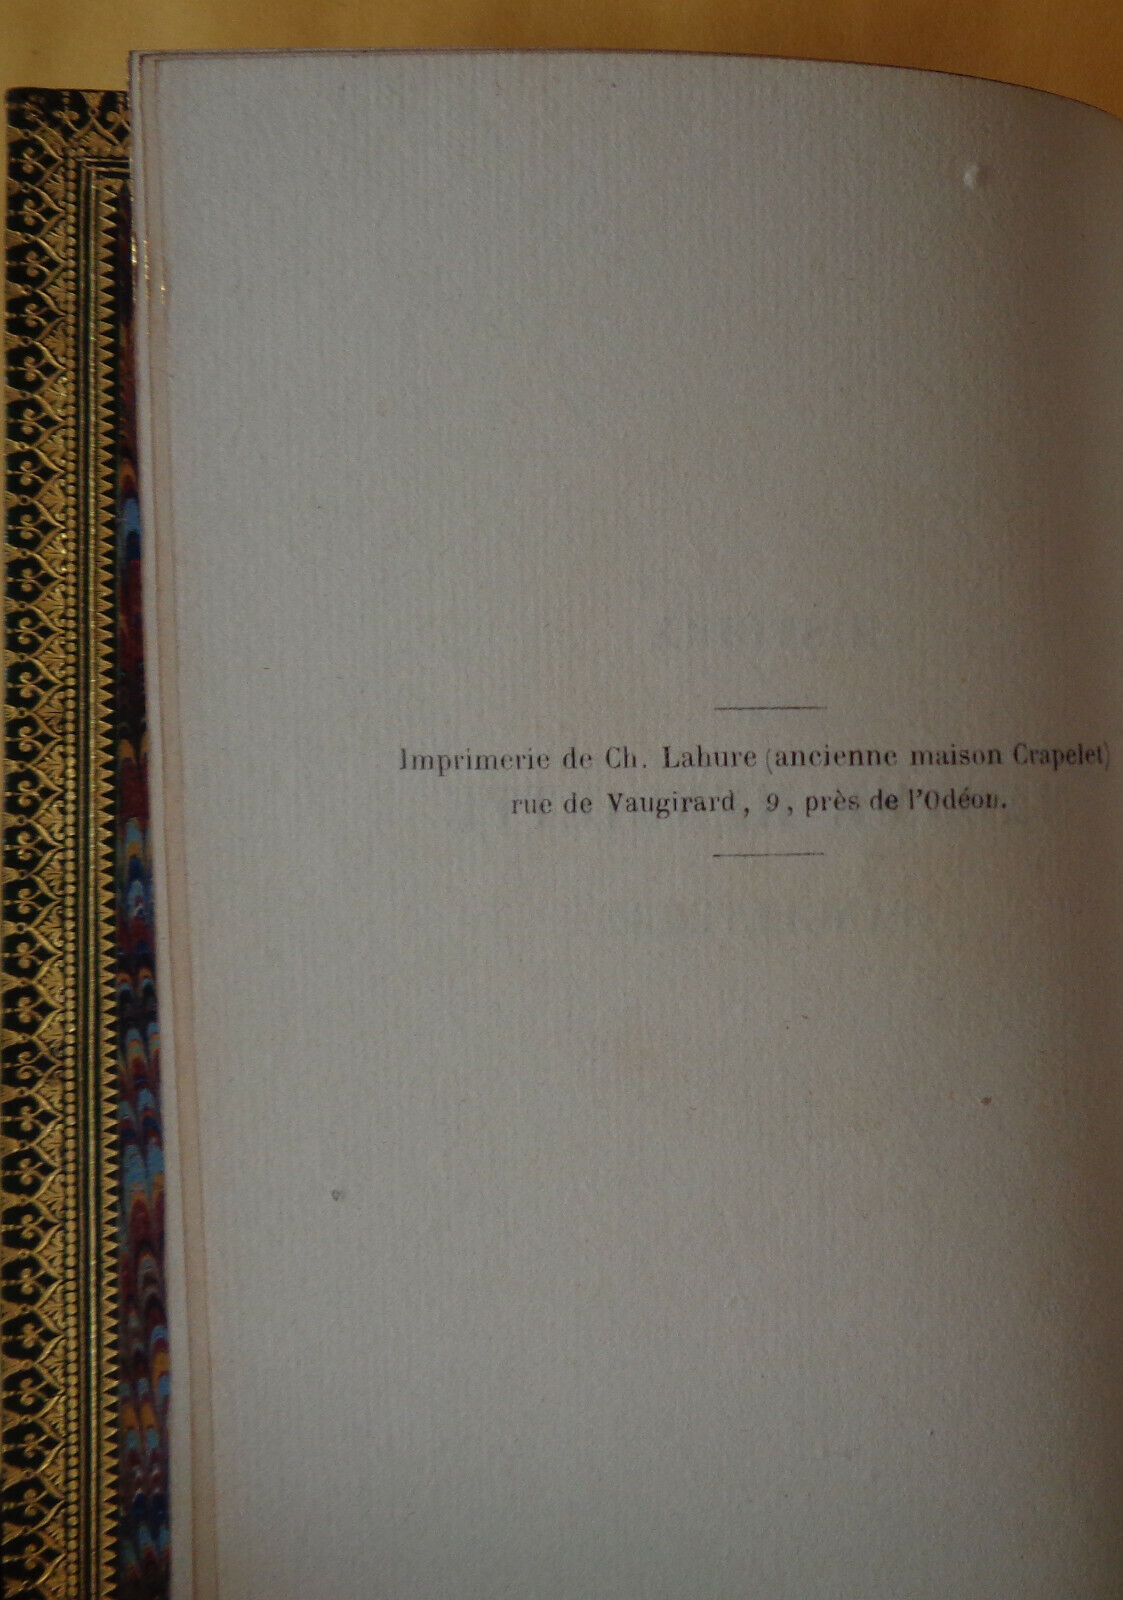 Imprimerie de Ch. Lahure (ancienne maison Crapelet)
rue de Vaugirard, 9, près de l'Odéon.